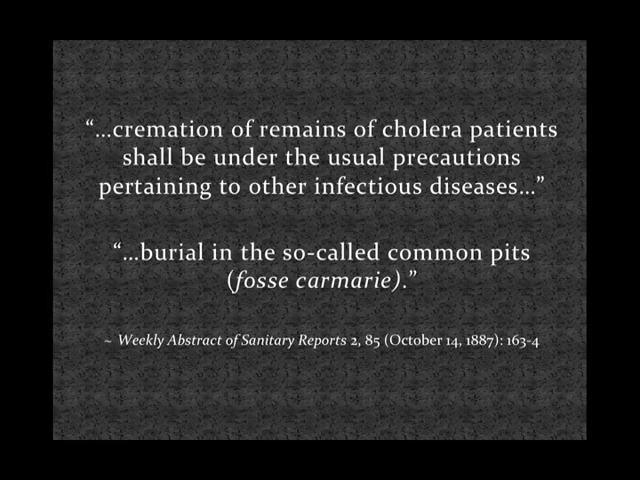 “…cremation of remains of cholera patients
shall be under the usual precautions
pertaining to other infectious diseases…”
“…burial in the so-called common pits
(fosse carmarie).”
~ Weekly Abstract of Sanitary Reports 2, 85 (October 14, 1887): 163-4